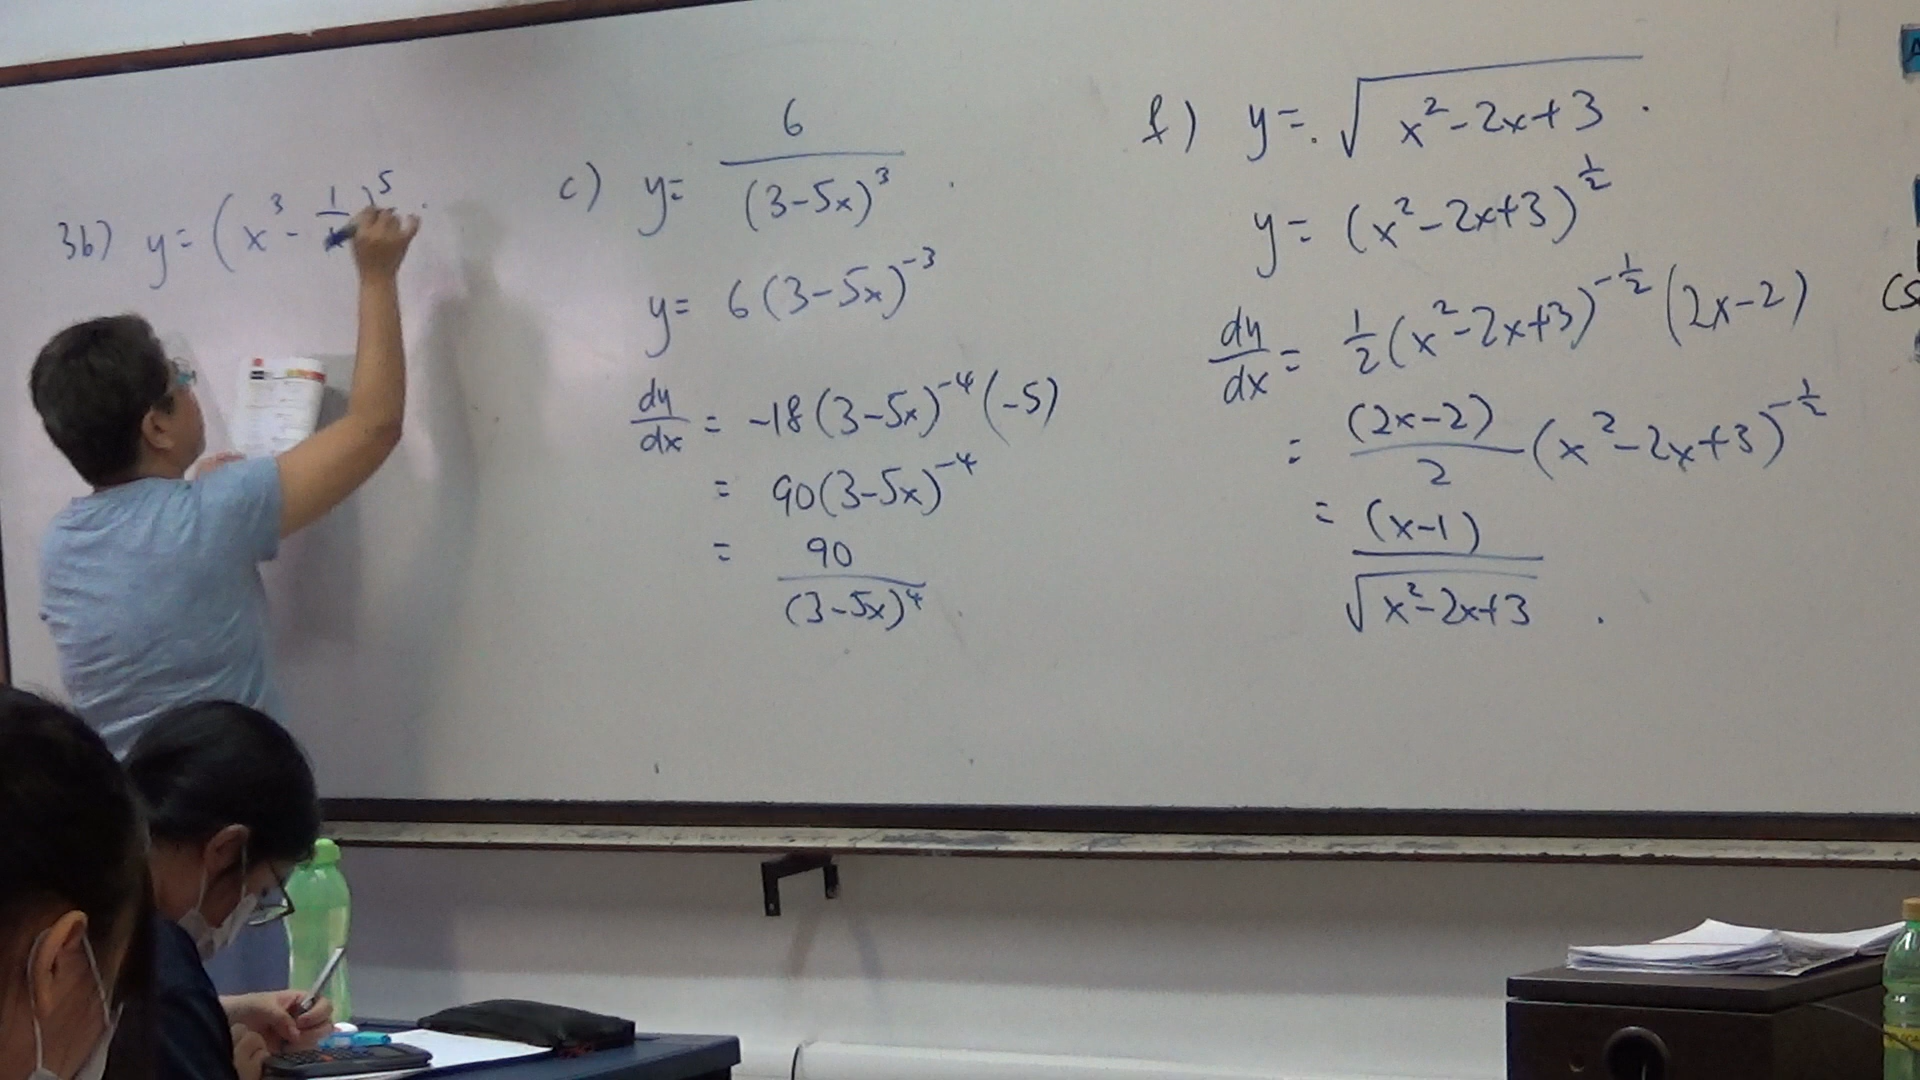 3b) y = (x³ - 1/x)⁵
c) y = 6/(3-5x)³
y = 6(3-5x)⁻³
dy/dx = -18(3-5x)⁻⁴(-5)
= 90(3-5x)⁻⁴
= 90/(3-5x)⁴
f) y = √(x²-2x+3)
y = (x²-2x+3)^(1/2)
dy/dx = 1/2(x²-2x+3)^(-1/2)(2x-2)
= (2x-2)/2 (x²-2x+3)^(-1/2)
= (x-1)/√(x²-2x+3)